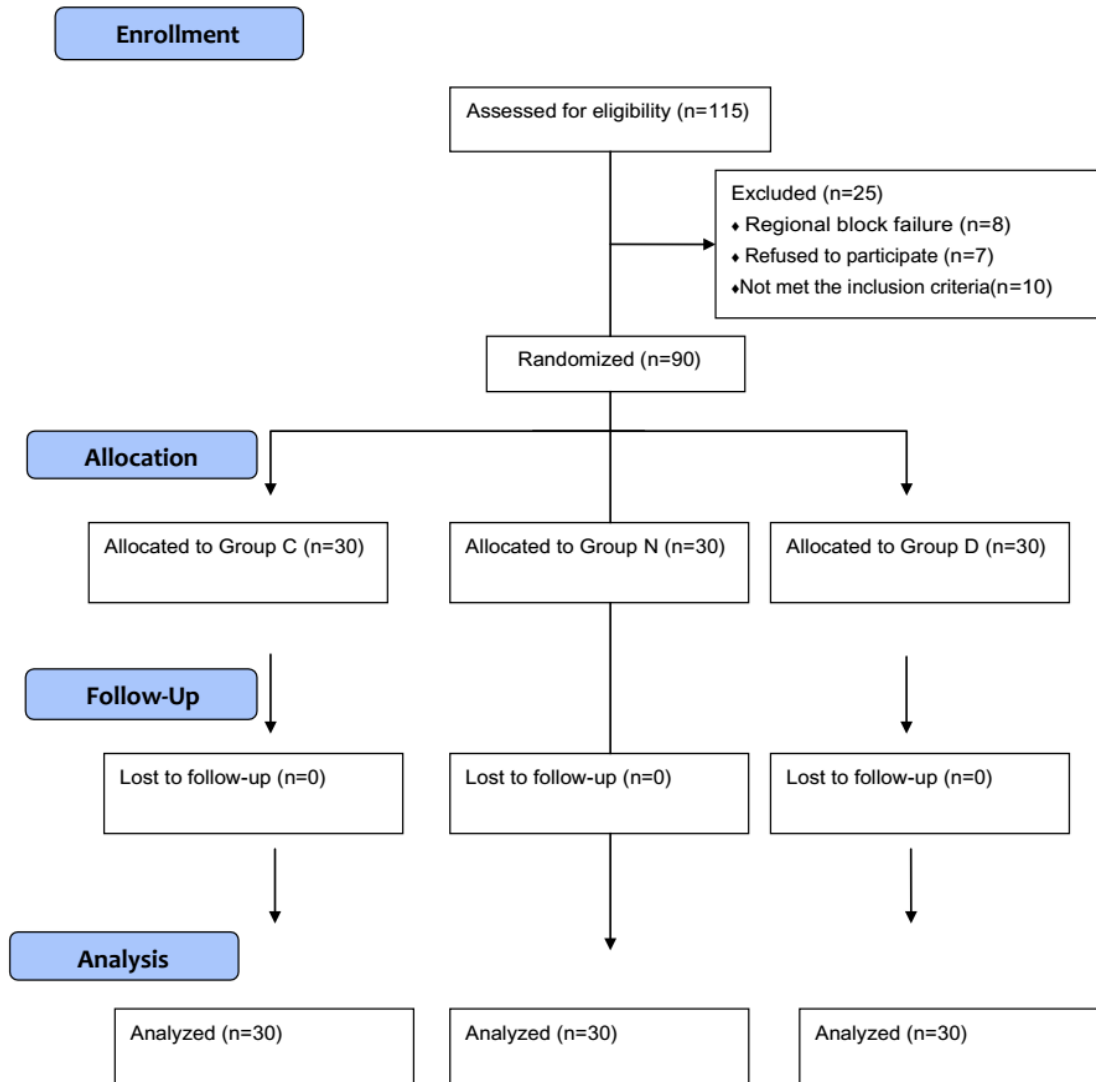 Enrollment
Assessed for eligibility (n=115)
Excluded (n=25)
♦ Regional block failure (n=8)
♦ Refused to participate (n=7)
♦Not met the inclusion criteria(n=10)
Randomized (n=90)
Allocation
Allocated to Group C (n=30)
Allocated to Group N (n=30)
Allocated to Group D (n=30)
Follow-Up
Lost to follow-up (n=0)
Lost to follow-up (n=0)
Lost to follow-up (n=0)
Analysis
Analyzed (n=30)
Analyzed (n=30)
Analyzed (n=30)